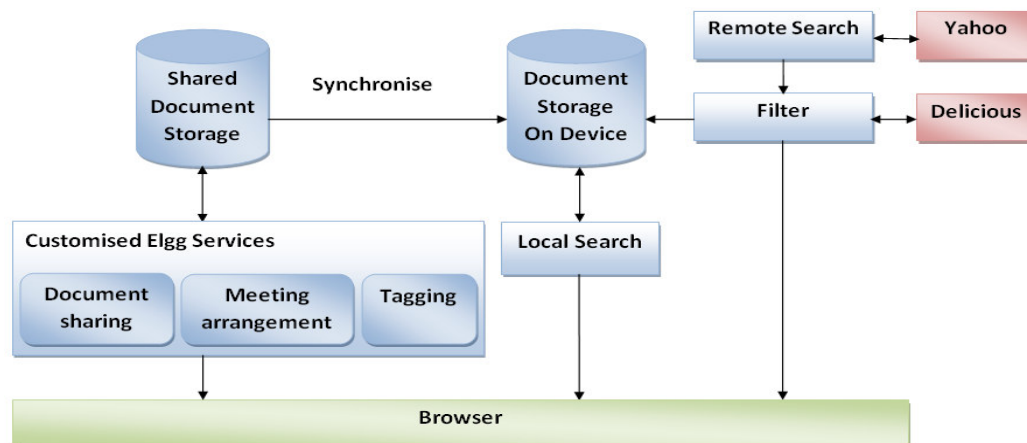 Shared
Document
Storage
Synchronise
Document
Storage
On Device
Remote Search
Yahoo
Filter
Delicious
Customised Elgg Services
Document
sharing
Meeting
arrangement
Tagging
Local Search
Browser